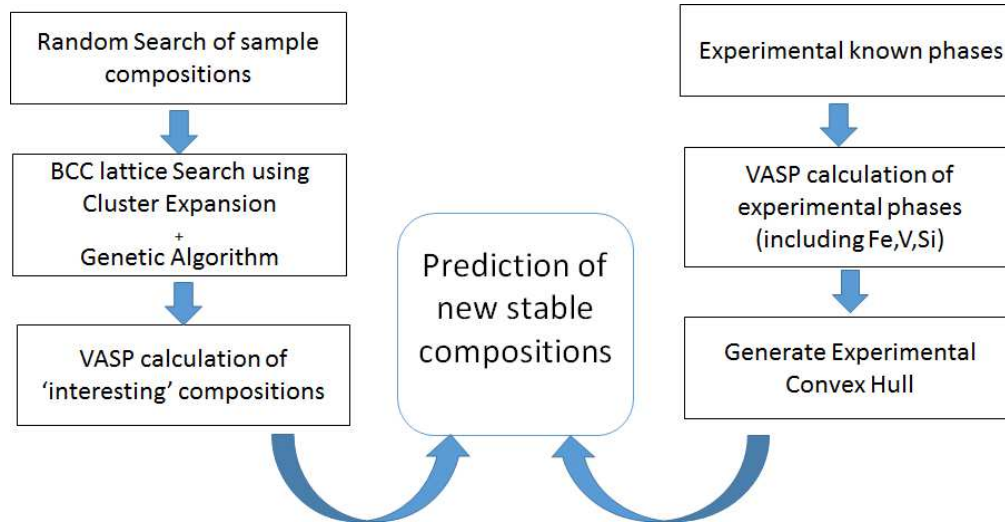 Random Search of sample
compositions
BCC lattice Search using
Cluster Expansion
+
Genetic Algorithm
VASP calculation of
‘interesting’ compositions
Prediction of
new stable
compositions
Experimental known phases
VASP calculation of
experimental phases
(including Fe,V,Si)
Generate Experimental
Convex Hull